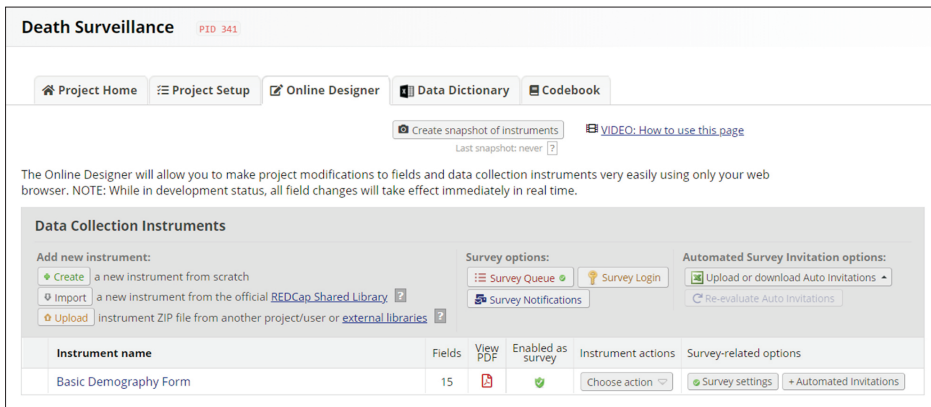 Death Surveillance PID 341
Project Home Project Setup Online Designer Data Dictionary Codebook
Create snapshot of instruments VIDEO: How to use this page
Last snapshot: never ?
The Online Designer will allow you to make project modifications to fields and data collection instruments very easily using only your web
browser. NOTE: While in development status, all field changes will take effect immediately in real time.
Data Collection Instruments
Add new instrument: Survey options: Automated Survey Invitation options:
Create a new instrument from scratch Survey Queue Survey Login Upload or download Auto Invitations
Import a new instrument from the official REDCap Shared Library ? Survey Notifications Re-evaluate Auto Invitations
Upload instrument ZIP file from another project/user or external libraries ?
Instrument name Fields View PDF Enabled as survey Instrument actions Survey-related options
Basic Demography Form 15 Choose action Survey settings + Automated Invitations